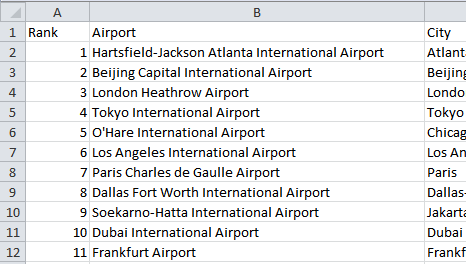 A B
1 Rank Airport City
2 1 Hartsfield-Jackson Atlanta International Airport Atlant
3 2 Beijing Capital International Airport Beijing
4 3 London Heathrow Airport Londo
5 4 Tokyo International Airport Tokyo
6 5 O'Hare International Airport Chicag
7 6 Los Angeles International Airport Los An
8 7 Paris Charles de Gaulle Airport Paris
9 8 Dallas Fort Worth International Airport Dallas-
10 9 Soekarno-Hatta International Airport Jakarta
11 10 Dubai International Airport Dubai
12 11 Frankfurt Airport Frankf